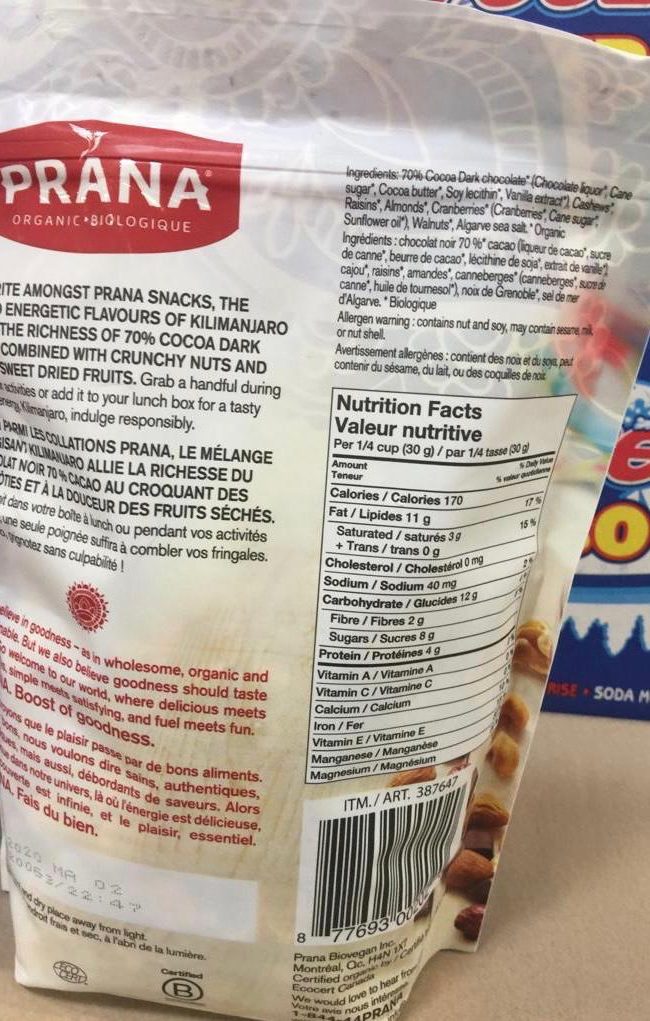 PRANA
ORGANIC • BIOLOGIQUE
AMONGST PRANA SNACKS, THE
ENERGETIC FLAVOURS OF KILIMANJARO
THE RICHNESS OF 70% COCOA DARK
COMBINED WITH CRUNCHY NUTS AND
SWEET DRIED FRUITS. Grab a handful during
activities or add it to your lunch box for a tasty
Kilimanjaro, indulge responsibly.
PARMI LES COLLATIONS PRANA, LE MÉLANGE
KILIMANJARO ALLIE LA RICHESSE DU
NOIR 70 % CACAO AU CROQUANT DES
ET À LA DOUCEUR DES FRUITS SÉCHÉS.
dans votre boîte à lunch ou pendant vos activités
une seule poignée suffira à combler vos fringales.
sans culpabilité !
in goodness – as in wholesome, organic and
But we also believe goodness should taste
welcome to our world, where delicious meets
simple meets satisfying, and fuel meets fun.
Boost of goodness.
que le plaisir passe par de bons aliments.
nous voulons dire sains, authentiques,
mais aussi, débordants de saveurs. Alors
dans notre univers, là où l'énergie est délicieuse,
est infinie, et le plaisir, essentiel.
Fais du bien.
2020 MA 02
20053/22:47
dry place away from light.
frais et sec, à l'abri de la lumière.
ECO
CERT
Certified
B
Ingredients: 70% Cocoa Dark chocolate* (Chocolate liquor*, Cane
sugar*, Cocoa butter*, Soy lecithin*, Vanilla extract*), Cashews*,
Raisins*, Almonds*, Cranberries* (Cranberries*, Cane sugar*,
Sunflower oil*), Walnuts*, Algarve sea salt. * Organic
Ingrédients : chocolat noir 70 %* cacao (liqueur de cacao*, sucre
de canne*, beurre de cacao*, lécithine de soja*, extrait de vanille*),
cajou*, raisins*, amandes*, canneberges* (canneberges*, sucre de
canne*, huile de tournesol*), noix de Grenoble*, sel de mer
d'Algarve. * Biologique
Allergen warning : contains nut and soy, may contain sesame, milk,
or nut shell.
Avertissement allergènes : contient des noix et du soya, peut
contenir du sésame, du lait, ou des coquilles de noix.
Nutrition Facts
Valeur nutritive
Per 1/4 cup (30 g) / par 1/4 tasse (30 g)
Amount % Daily Value
Teneur % valeur quotidienne
Calories / Calories 170
Fat / Lipides 11 g 17 %
Saturated / saturés 3 g 15 %
+ Trans / trans 0 g
Cholesterol / Cholestérol 0 mg
Sodium / Sodium 40 mg
Carbohydrate / Glucides 12 g
Fibre / Fibres 2 g
Sugars / Sucres 8 g
Protein / Protéines 4 g
Vitamin A / Vitamine A
Vitamin C / Vitamine C
Calcium / Calcium
Iron / Fer
Vitamin E / Vitamine E
Manganese / Manganèse
Magnesium / Magnésium
ITM. / ART. 387647
8 77693
Prana Biovegan Inc.
Montréal, Qc, H4N 1X7
Certified organic by /
Ecocert Canada
We would love to hear from
Votre avis nous
PRANA
SODA